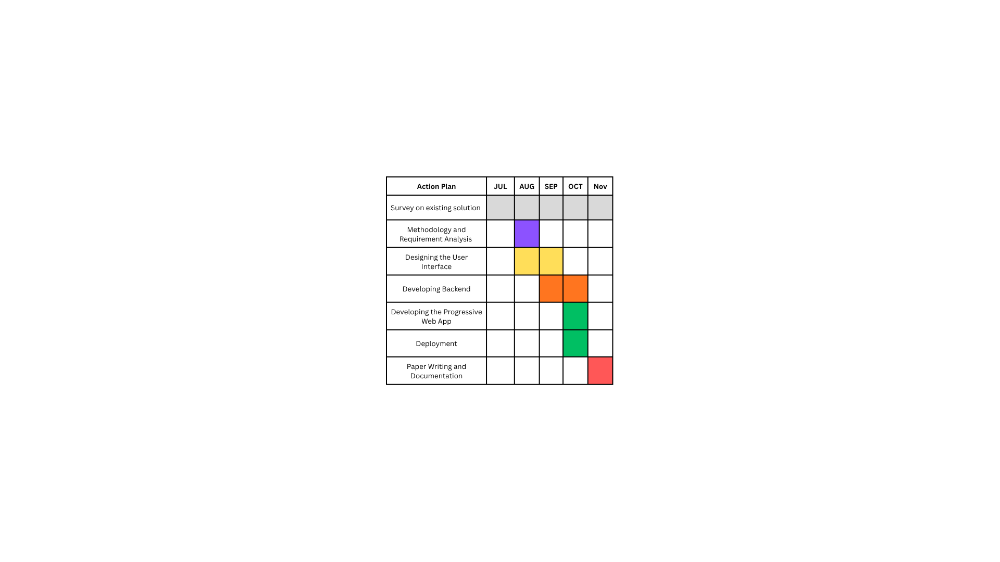 Action Plan JUL AUG SEP OCT Nov
Survey on existing solution
Methodology and
Requirement Analysis
Designing the User
Interface
Developing Backend
Developing the Progressive
Web App
Deployment
Paper Writing and
Documentation